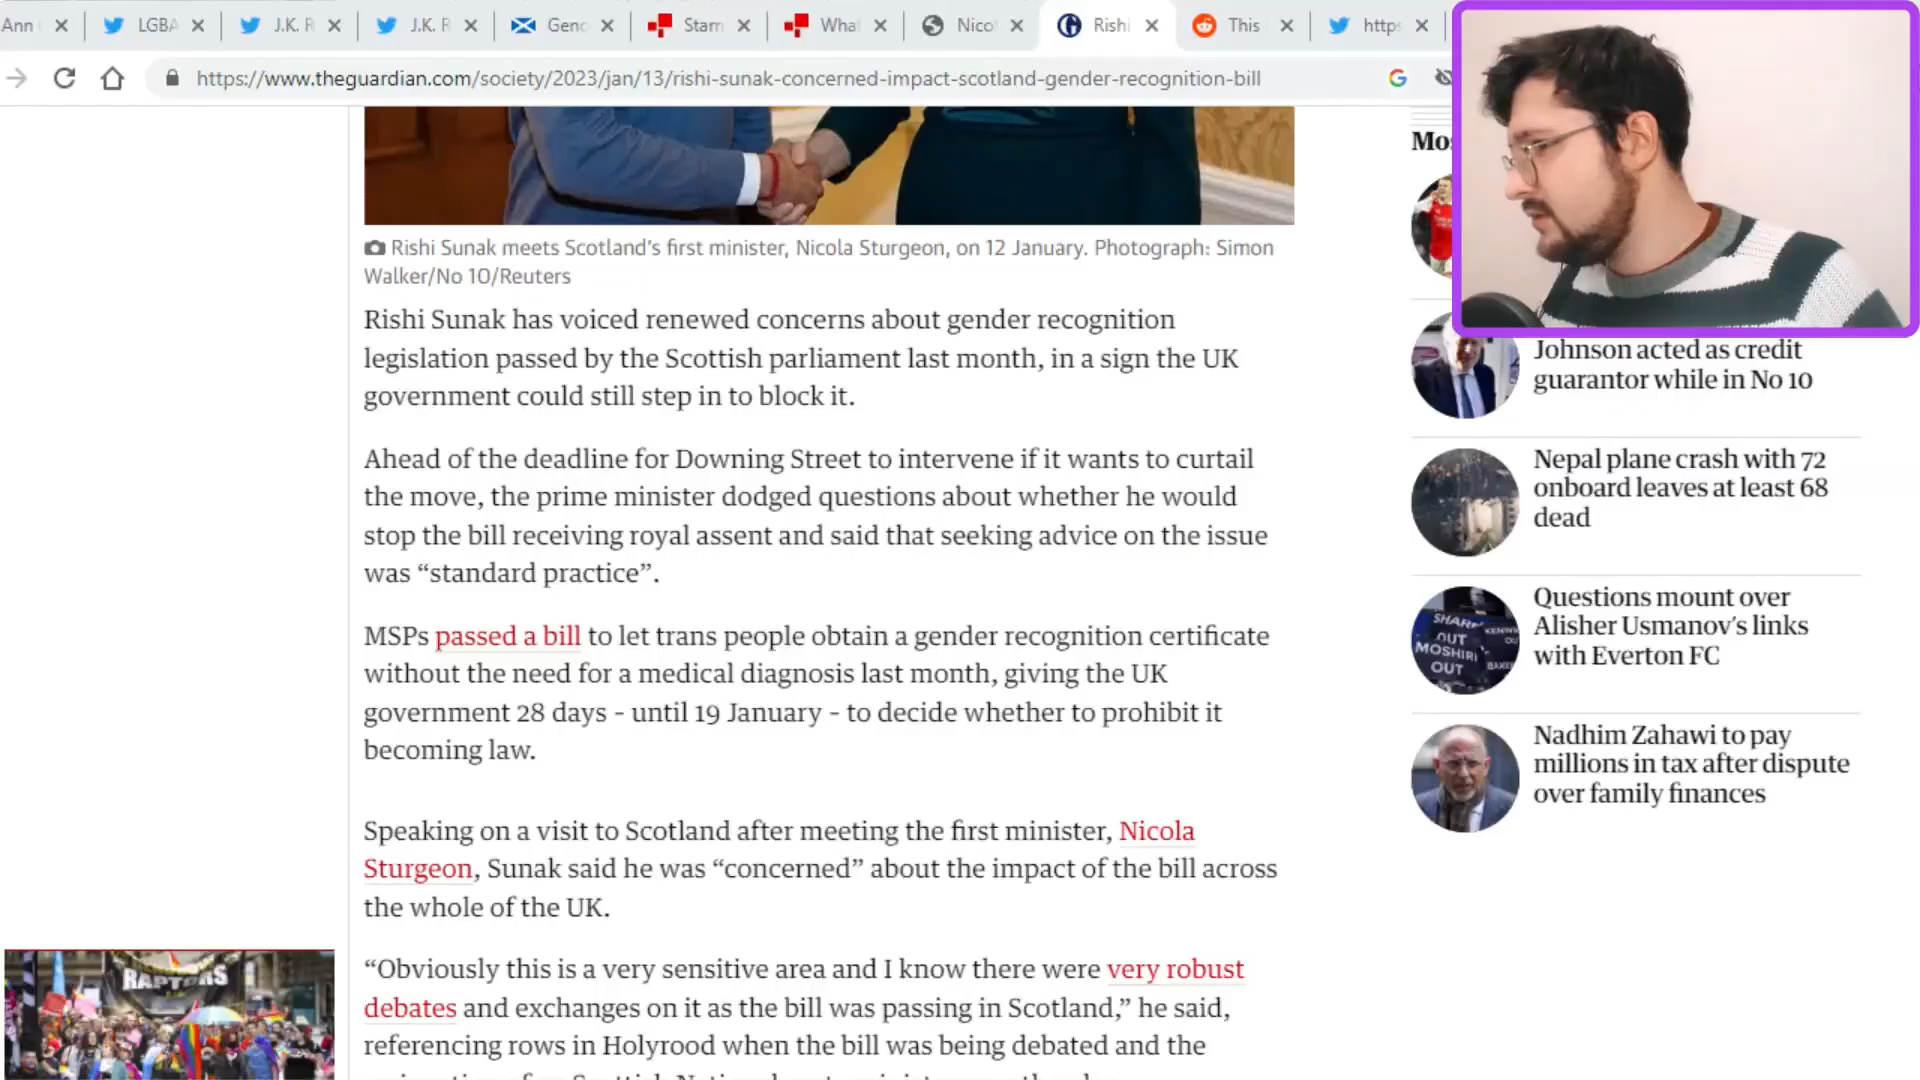 Ann
LGBA
J.K. R
J.K. R
Genc
Starm
What
Nico
Rishi
This
https
https://www.theguardian.com/society/2023/jan/13/rishi-sunak-concerned-impact-scotland-gender-recognition-bill
Rishi Sunak meets Scotland's first minister, Nicola Sturgeon, on 12 January. Photograph: Simon
Walker/No 10/Reuters
Rishi Sunak has voiced renewed concerns about gender recognition
legislation passed by the Scottish parliament last month, in a sign the UK
government could still step in to block it.
Ahead of the deadline for Downing Street to intervene if it wants to curtail
the move, the prime minister dodged questions about whether he would
stop the bill receiving royal assent and said that seeking advice on the issue
was “standard practice”.
MSPs passed a bill to let trans people obtain a gender recognition certificate
without the need for a medical diagnosis last month, giving the UK
government 28 days - until 19 January - to decide whether to prohibit it
becoming law.
Speaking on a visit to Scotland after meeting the first minister, Nicola
Sturgeon, Sunak said he was “concerned” about the impact of the bill across
the whole of the UK.
“Obviously this is a very sensitive area and I know there were very robust
debates and exchanges on it as the bill was passing in Scotland,” he said,
referencing rows in Holyrood when the bill was being debated and the
RAPTORS
Mos
Johnson acted as credit
guarantor while in No 10
Nepal plane crash with 72
onboard leaves at least 68
dead
SHARP
OUT
MOSHIRI
OUT
Questions mount over
Alisher Usmanov's links
with Everton FC
Nadhim Zahawi to pay
millions in tax after dispute
over family finances